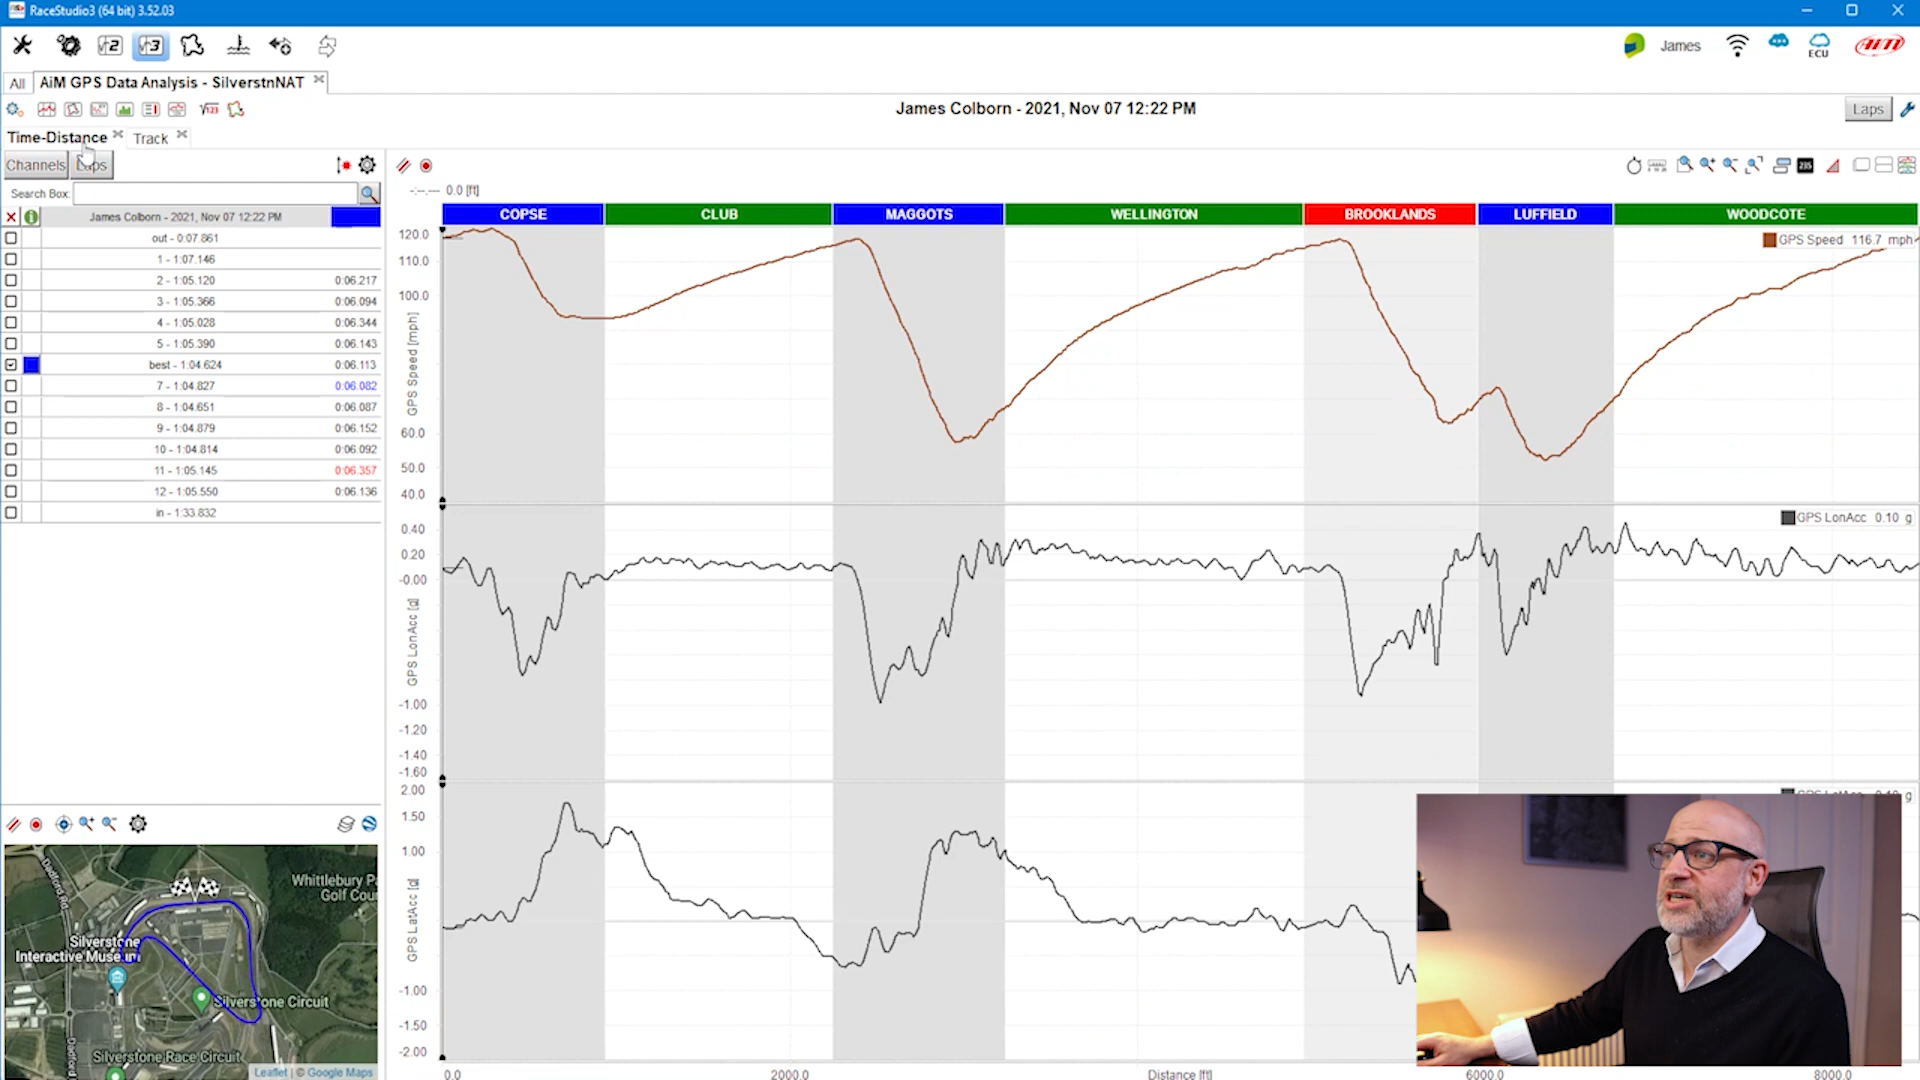 RaceStudio3 (64 bit) 3.52.03
James
ECU
AiM
All
AiM GPS Data Analysis - SilverstnNAT
James Colborn - 2021, Nov 07 12:22 PM
Laps
Time-Distance
Track
Channels
Laps
Search Box:
James Colborn - 2021, Nov 07 12:22 PM
out - 0:07.861
1 - 1:07.146
2 - 1:05.120 0:06.217
3 - 1:05.366 0:06.094
4 - 1:05.028 0:06.344
5 - 1:05.390 0:06.143
best - 1:04.624 0:06.113
7 - 1:04.827 0:06.082
8 - 1:04.651 0:06.087
9 - 1:04.879 0:06.152
10 - 1:04.814 0:06.092
11 - 1:05.145 0:06.357
12 - 1:05.550 0:06.136
in - 1:33.832
-:--.--- 0.0 [ft]
COPSE CLUB MAGGOTS WELLINGTON BROOKLANDS LUFFIELD WOODCOTE
GPS Speed 116.7 mph
120.0
110.0
100.0
60.0
50.0
40.0
GPS Speed [mph]
GPS LonAcc 0.10 g
0.40
0.20
-0.00
-1.00
-1.20
-1.40
-1.60
GPS LonAcc [g]
2.00
1.50
1.00
-1.00
-1.50
-2.00
GPS LatAcc [g]
0.0 2000.0 Distance [ft] 6000.0 8000.0
Dadford Rd
Whittlebury P
Golf Cour
Silverstone
Interactive Museum
Silverstone Circuit
Silverstone Race Circuit
Leaflet | © Google Maps